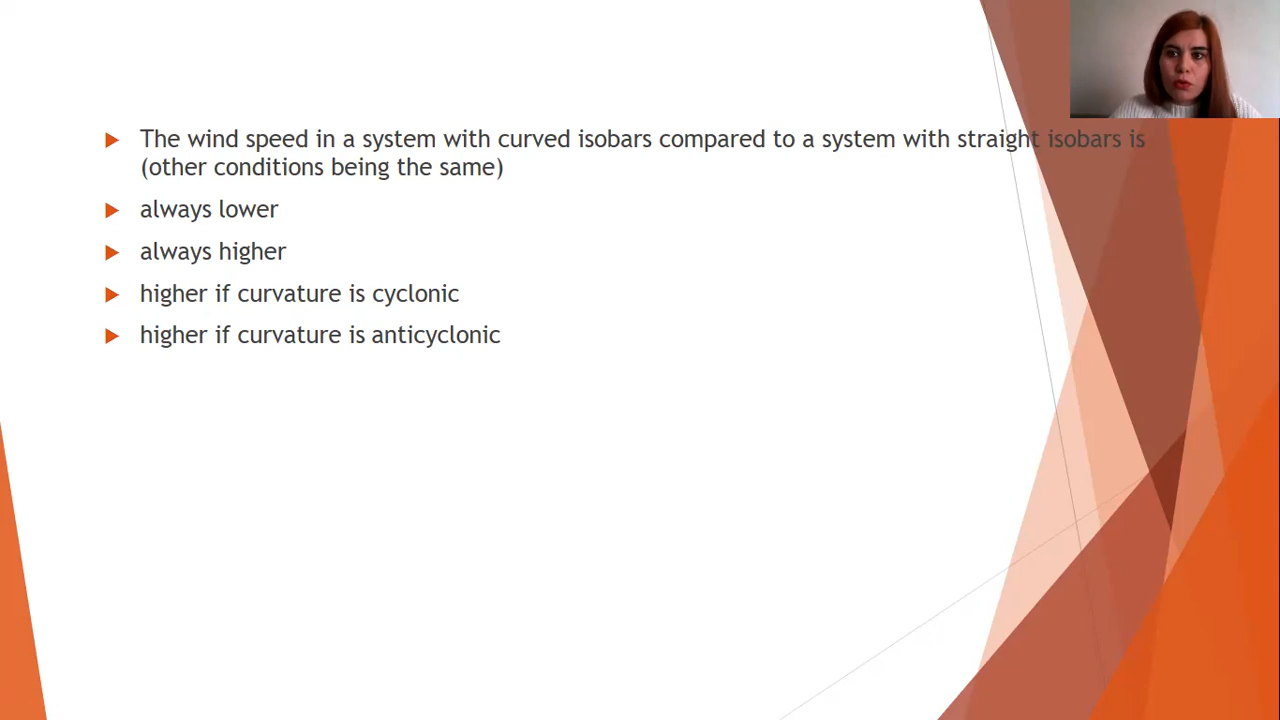 The wind speed in a system with curved isobars compared to a system with straight isobars is
(other conditions being the same)
always lower
always higher
higher if curvature is cyclonic
higher if curvature is anticyclonic